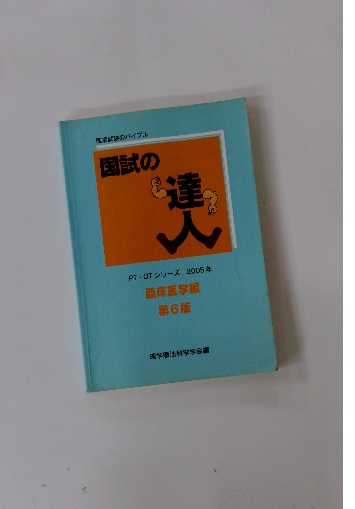 国家試験のバイブル
国試の
達人
PT・OTシリーズ 2005年
臨床医学編
第6版
理学療法科学学会編